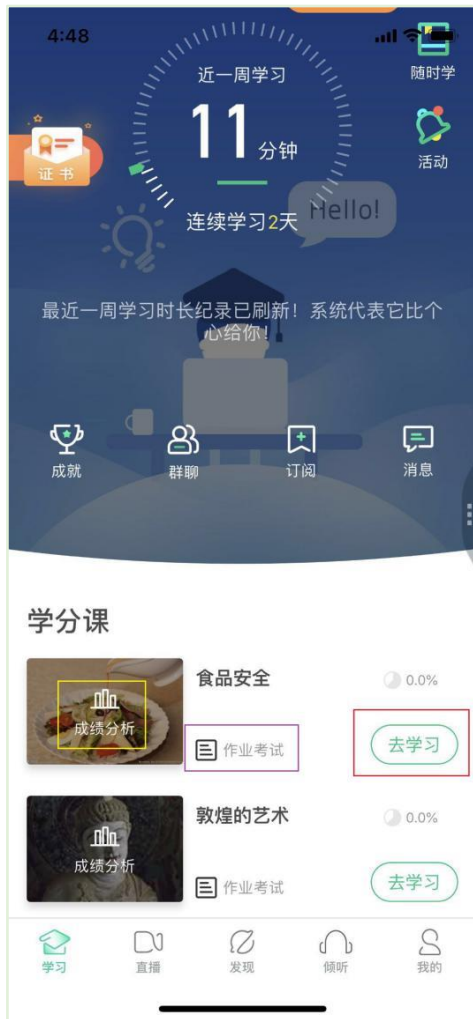 4:48
随时学
近一周学习
11分钟
活动
证书
连续学习2天
Hello!
最近一周学习时长纪录已刷新！系统代表它比个
心给你！
成就
群聊
订阅
消息
学分课
食品安全
0.0%
成绩分析
作业考试
去学习
敦煌的艺术
0.0%
成绩分析
作业考试
去学习
学习
直播
发现
倾听
我的